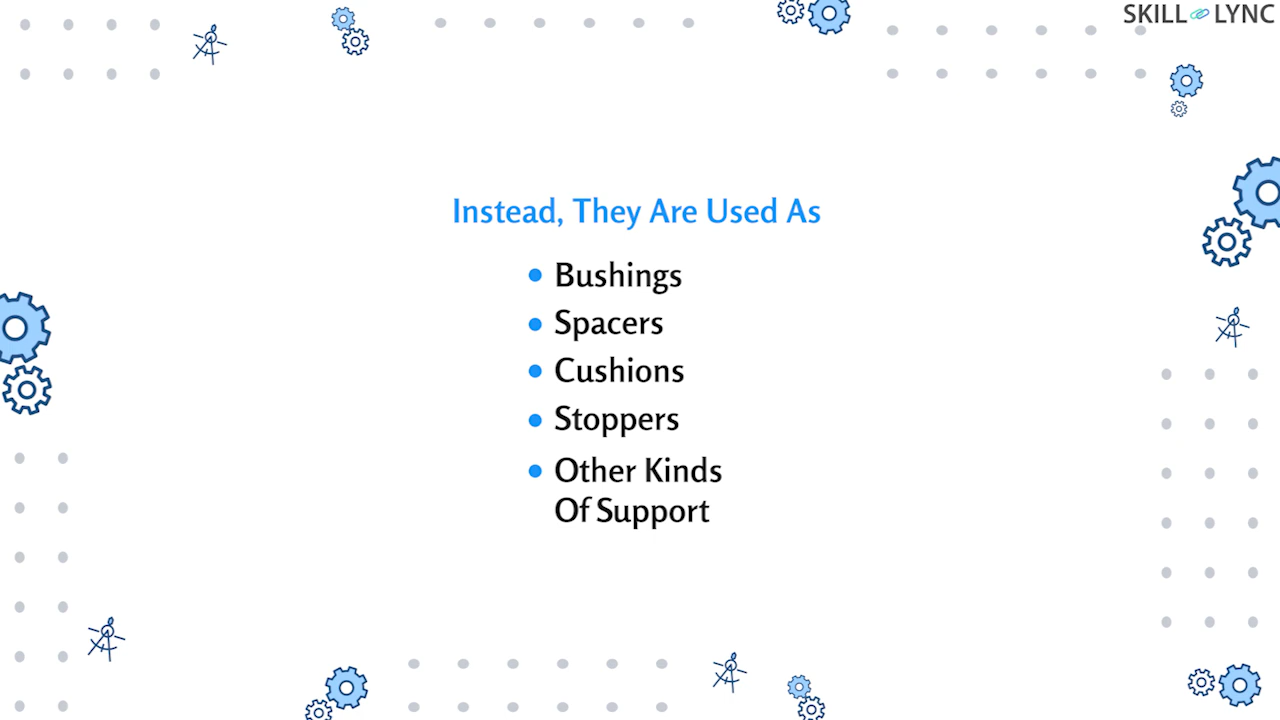 SKILL LYNC
Instead, They Are Used As
Bushings
Spacers
Cushions
Stoppers
Other Kinds
Of Support